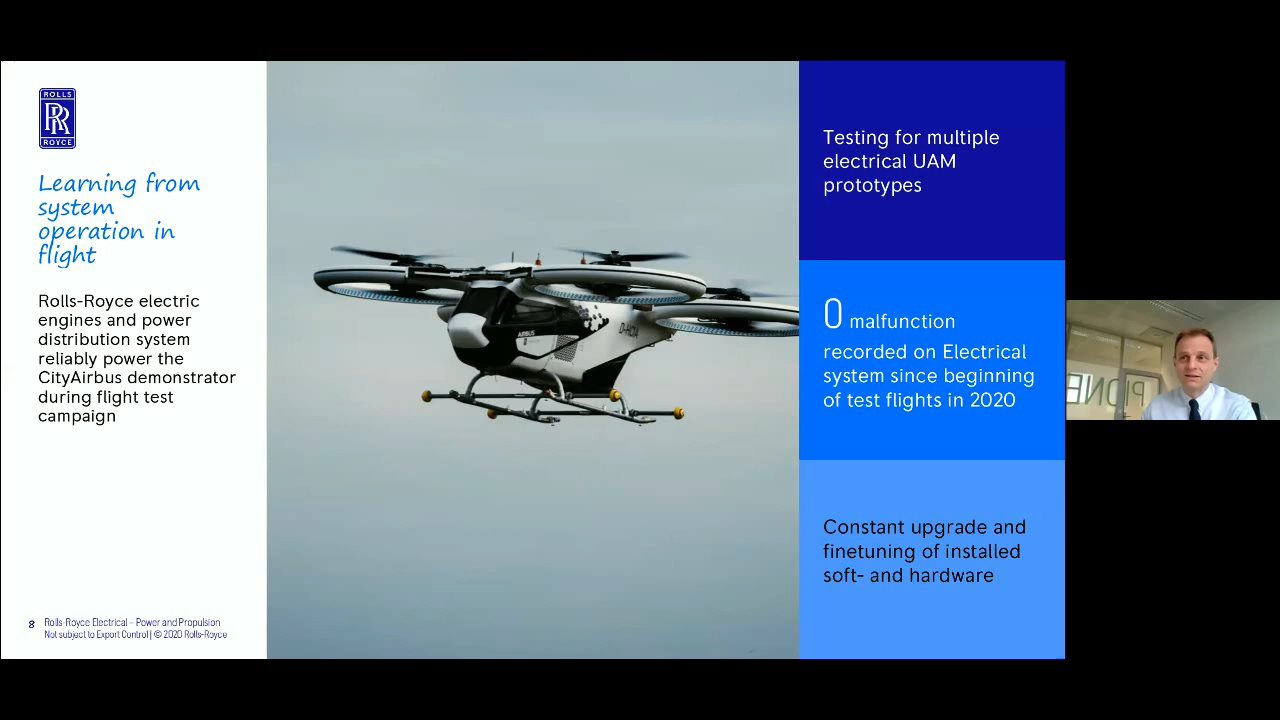 ROLLS
RR
ROYCE
Learning from
system
operation in
flight
Rolls-Royce electric
engines and power
distribution system
reliably power the
CityAirbus demonstrator
during flight test
campaign
8 Rolls-Royce Electrical – Power and Propulsion
Not subject to Export Control | © 2020 Rolls-Royce
AIRBUS
Testing for multiple
electrical UAM
prototypes
0 malfunction
recorded on Electrical
system since beginning
of test flights in 2020
Constant upgrade and
finetuning of installed
soft- and hardware